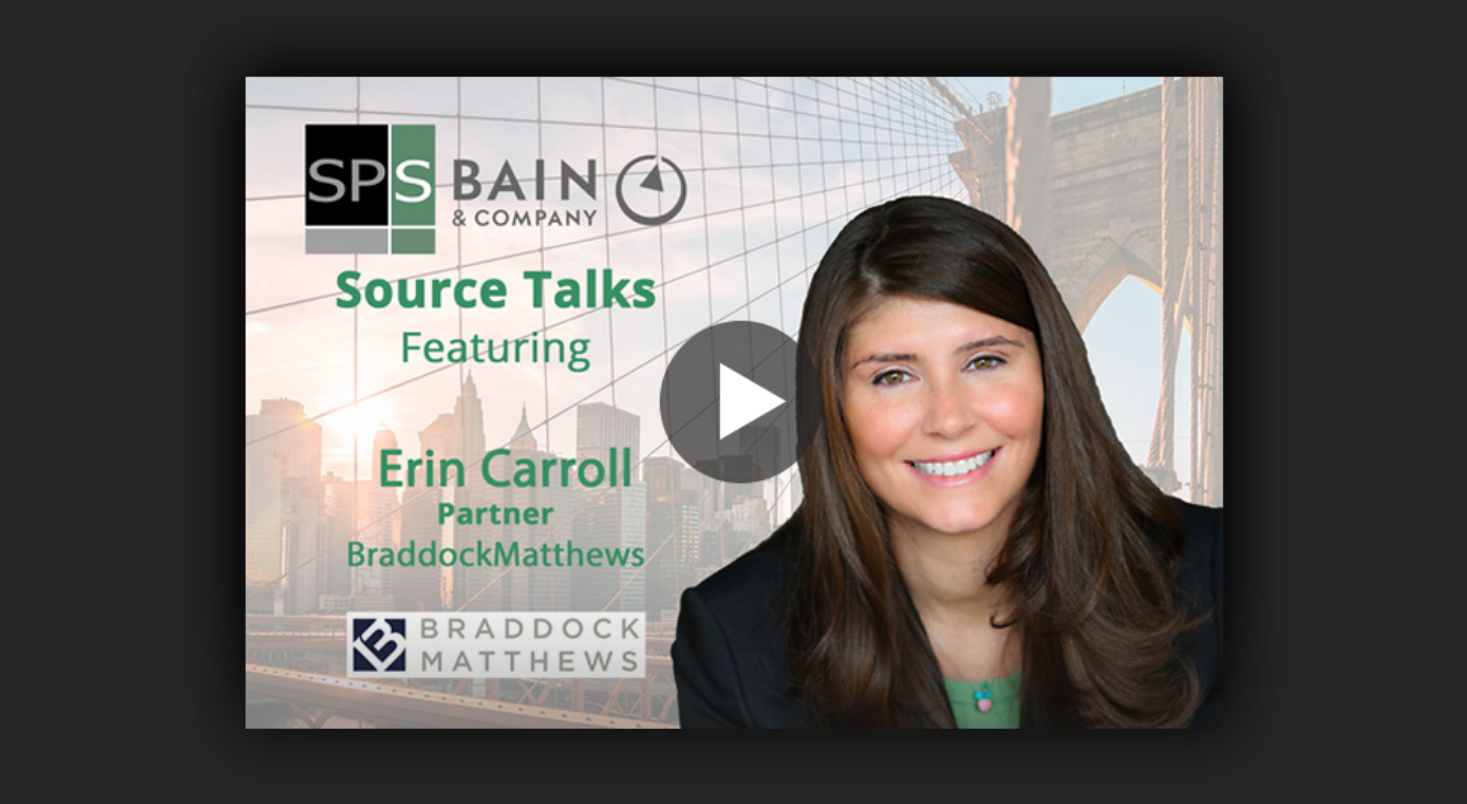 SPS
BAIN
& COMPANY
Source Talks
Featuring
Erin Carroll
Partner
BraddockMatthews
BRADDOCK
MATTHEWS